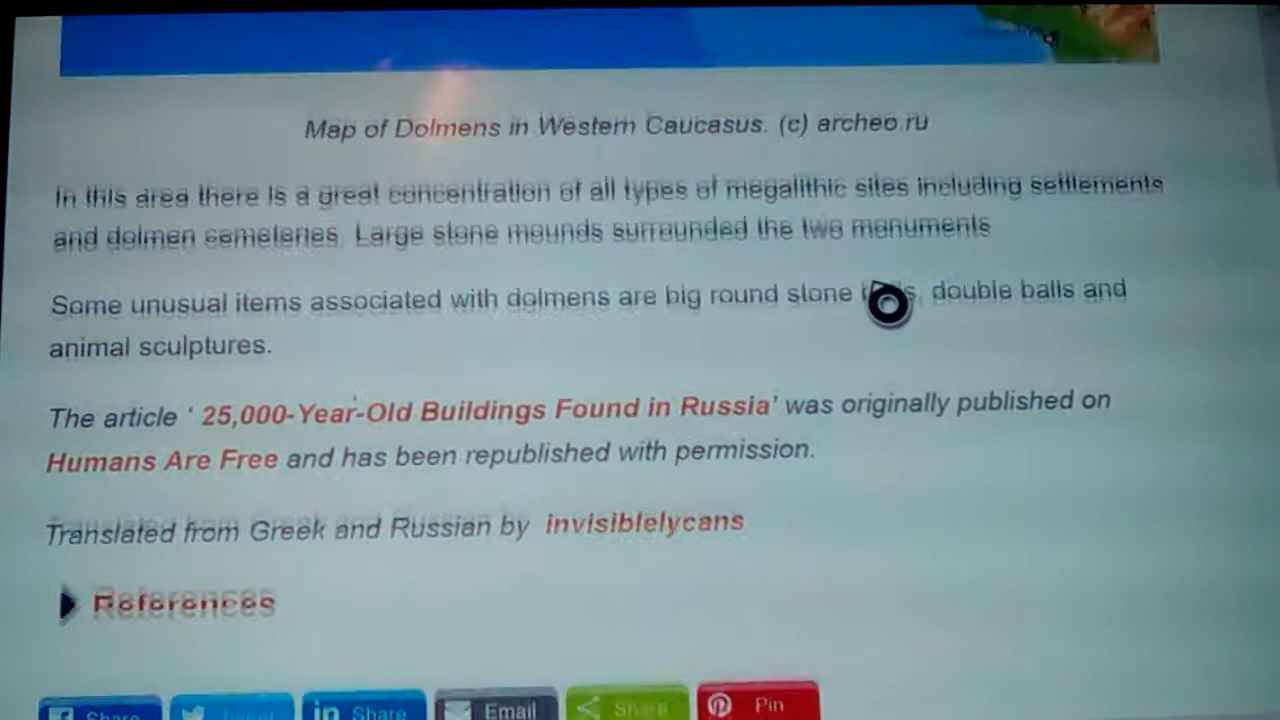 Map of Dolmens in Western Caucasus. (c) archeo.ru
In this area there is a great concentration of all types of megalithic sites including settlements
and dolmen cemeteries. Large stone mounds surrounded the two monuments
Some unusual items associated with dolmens are big round stone double balls and
animal sculptures.
The article ‘ 25,000-Year-Old Buildings Found in Russia’ was originally published on
Humans Are Free and has been republished with permission.
Translated from Greek and Russian by invisiblelycans
References
Share Tweet in Share Email Share Pin